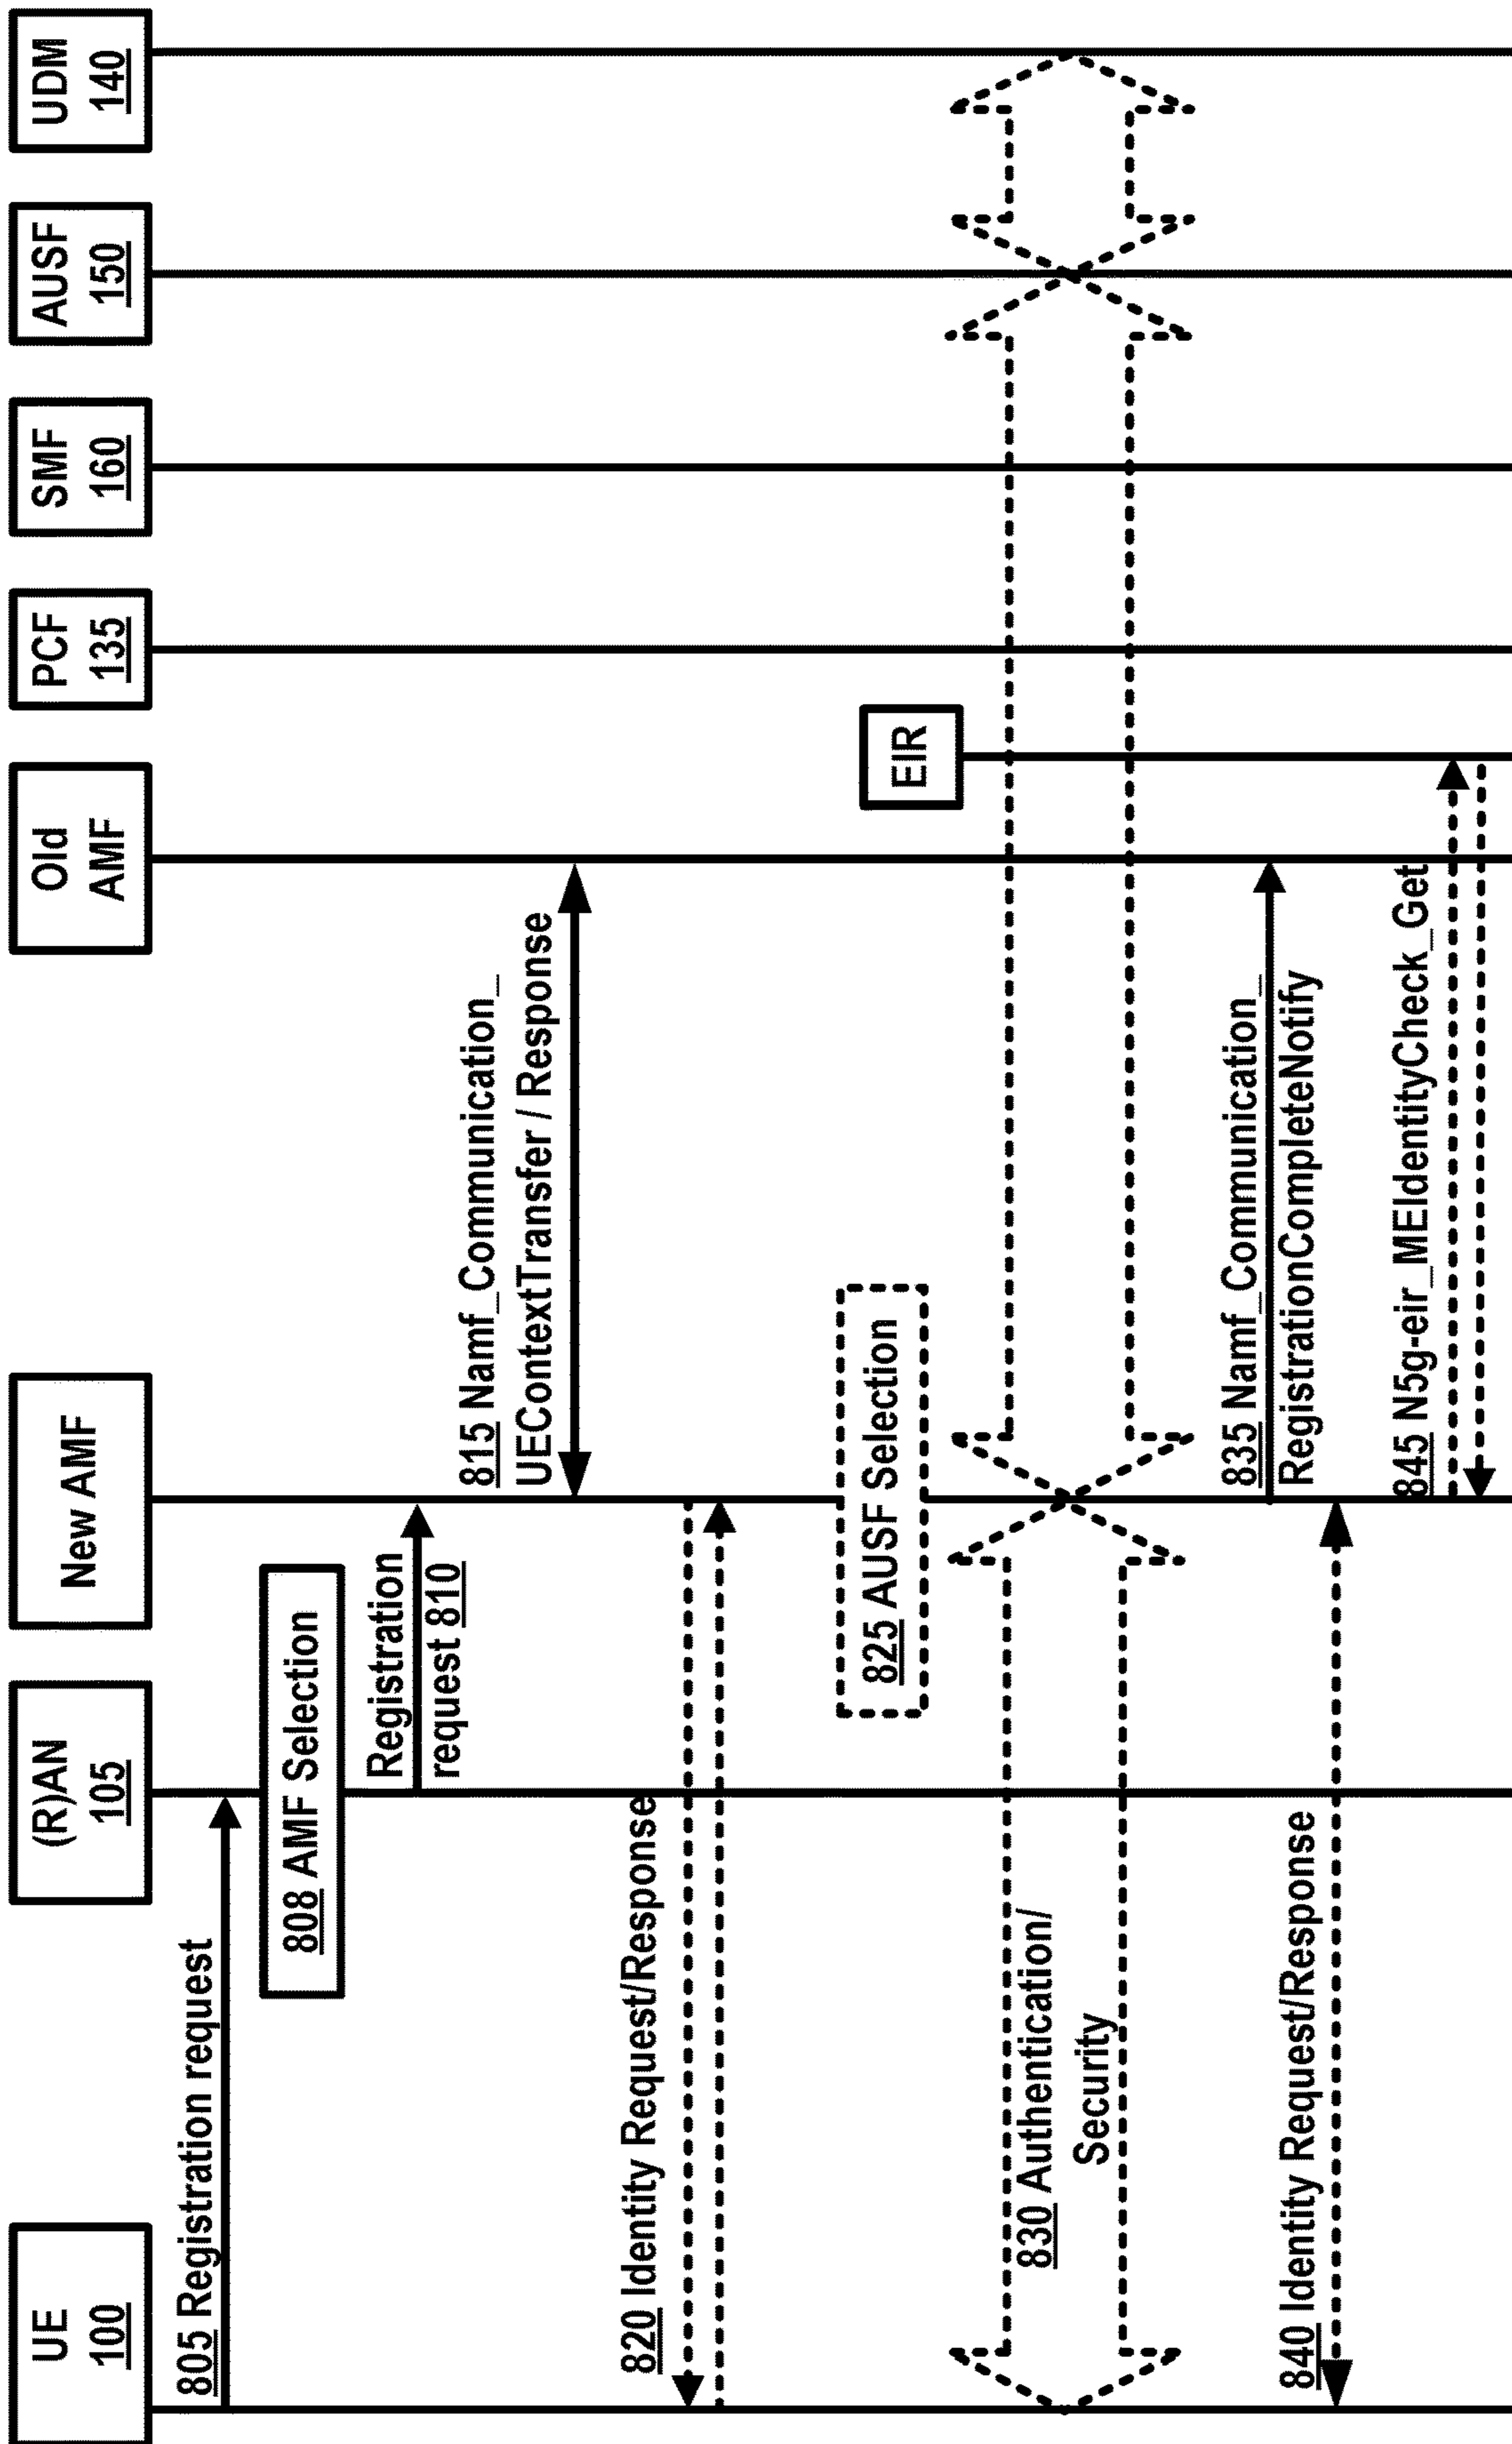 UE
100
(R)AN
105
New AMF
Old
AMF
PCF
135
SMF
160
AUSF
150
UDM
140
805 Registration request
808 AMF Selection
Registration
request 810
815 Namf_Communication_
UEContextTransfer / Response
820 Identity Request/Response
825 AUSF Selection
EIR
830 Authentication/
Security
835 Namf_Communication_
RegistrationCompleteNotify
840 Identity Request/Response
845 N5g-eir_MEIdentityCheck_Get